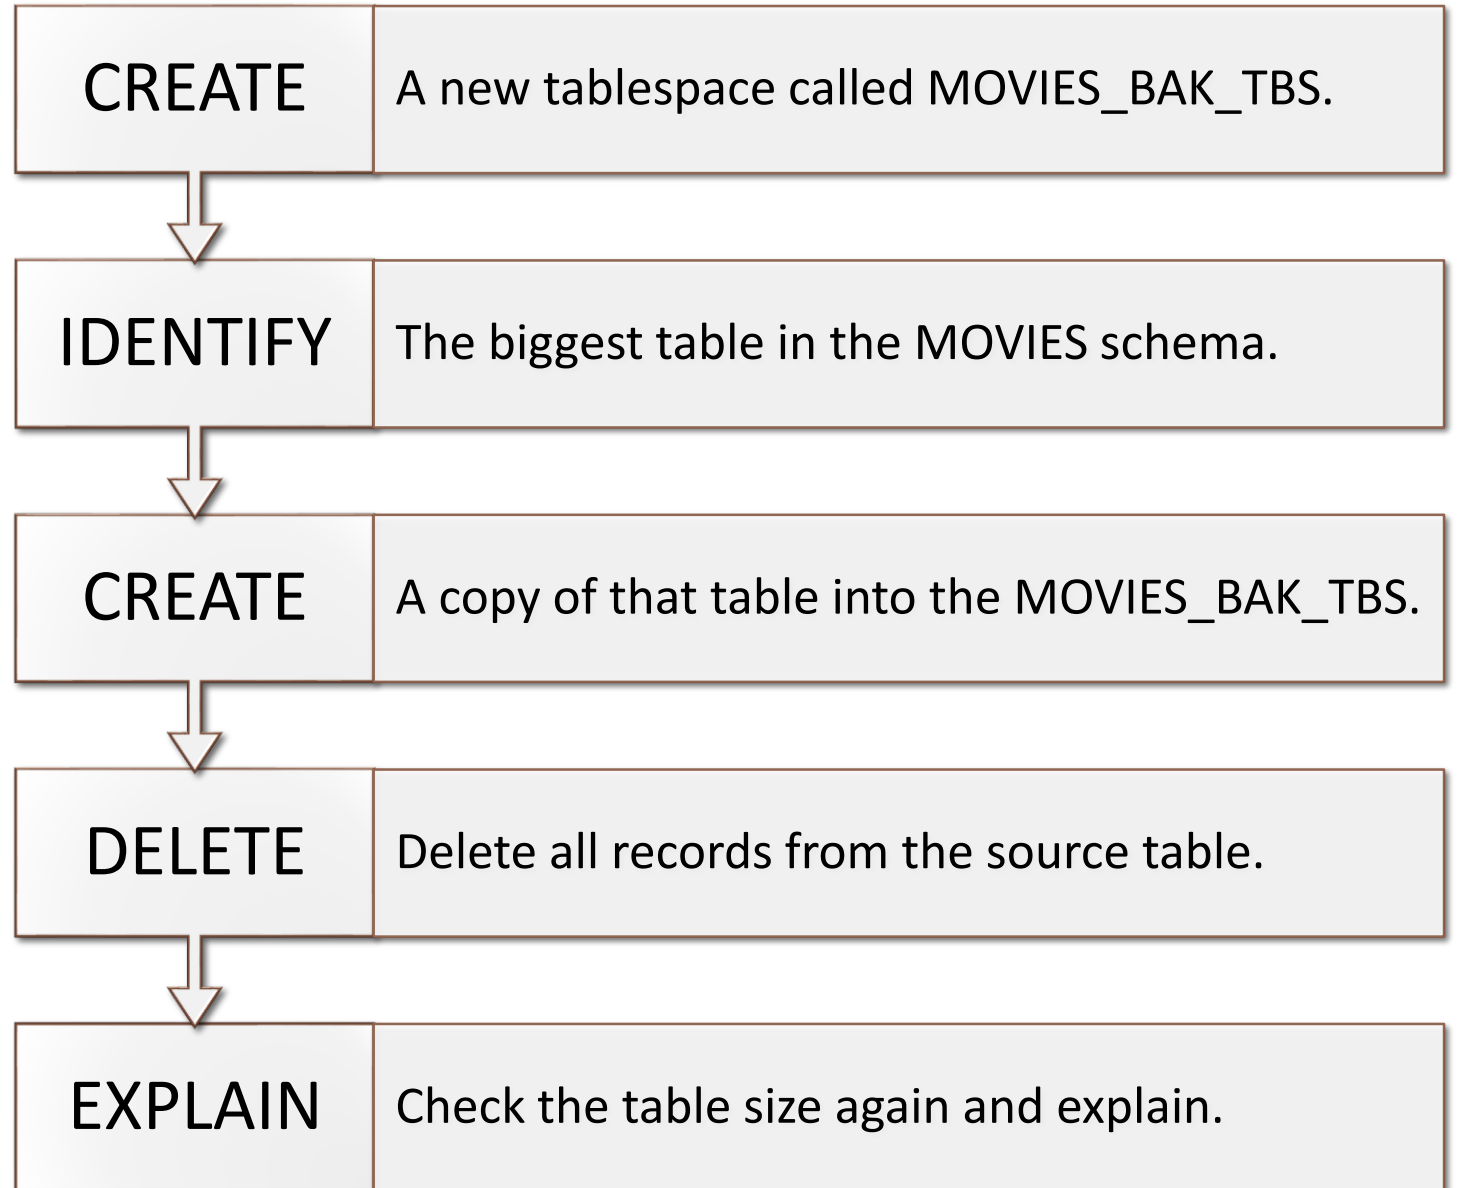 CREATE
A new tablespace called MOVIES_BAK_TBS.
IDENTIFY
The biggest table in the MOVIES schema.
CREATE
A copy of that table into the MOVIES_BAK_TBS.
DELETE
Delete all records from the source table.
EXPLAIN
Check the table size again and explain.